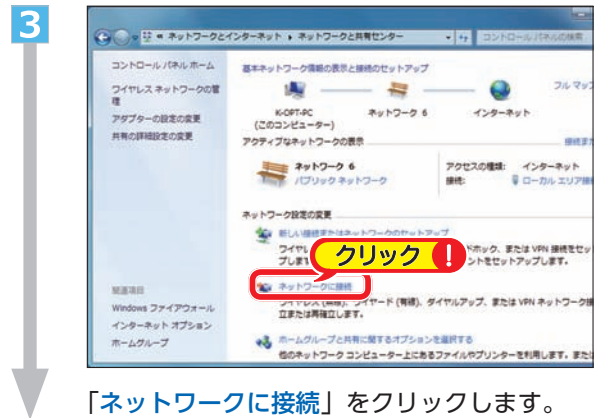 3
ネットワークとインターネット ▸ ネットワークと共有センター
コントロール パネルの検索
コントロール パネル ホーム
ワイヤレス ネットワークの管
理
アダプターの設定の変更
共有の詳細設定の変更
基本ネットワーク情報の表示と接続のセットアップ
フル マップ
K-OPT-PC
(このコンピューター)
ネットワーク 6
インターネット
アクティブなネットワークの表示
接続また
ネットワーク 6
パブリック ネットワーク
アクセスの種類: インターネット
接続: ローカル エリア接
ネットワーク設定の変更
新しい接続またはネットワークのセットアップ
ワイヤレ
ドホック、または VPN 接続をセッ
プしま
ントをセットアップします。
クリック !
ネットワークに接続
ワイヤレス (無線)、ワイヤード (有線)、ダイヤルアップ、または VPN ネットワーク接
立または再確立します。
ホームグループと共有に関するオプションを選択する
他のネットワーク コンピューター上にあるファイルやプリンターを利用します。また
関連項目
Windows ファイアウォール
インターネット オプション
ホームグループ
「ネットワークに接続」をクリックします。